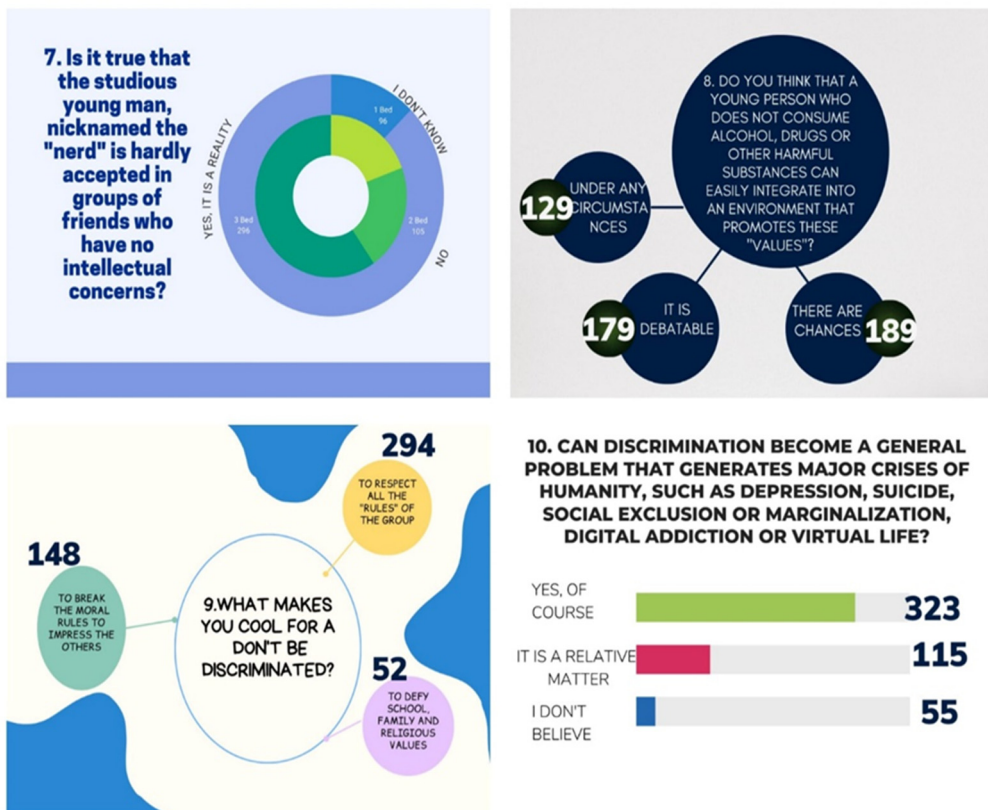 7. Is it true that
the studious
young man,
nicknamed the
"nerd" is hardly
accepted in
groups of
friends who
have no
intellectual
concerns?
YES, IT IS A REALITY
I DON'T KNOW
NO
1 Bed
96
2 Bed
105
3 Bed
296
8. DO YOU THINK THAT A
YOUNG PERSON WHO
DOES NOT CONSUME
ALCOHOL, DRUGS OR
OTHER HARMFUL
SUBSTANCES CAN
EASILY INTEGRATE INTO
AN ENVIRONMENT THAT
PROMOTES THESE
"VALUES"?
129
UNDER ANY
CIRCUMSTA
NCES
179
IT IS
DEBATABLE
THERE ARE
CHANCES
189
9.WHAT MAKES
YOU COOL FOR A
DON'T BE
DISCRIMINATED?
294
TO RESPECT
ALL THE
"RULES" OF
THE GROUP
148
TO BREAK
THE MORAL
RULES TO
IMPRESS THE
OTHERS
52
TO DEFY
SCHOOL,
FAMILY AND
RELIGIOUS
VALUES
10. CAN DISCRIMINATION BECOME A GENERAL
PROBLEM THAT GENERATES MAJOR CRISES OF
HUMANITY, SUCH AS DEPRESSION, SUICIDE,
SOCIAL EXCLUSION OR MARGINALIZATION,
DIGITAL ADDICTION OR VIRTUAL LIFE?
YES, OF
COURSE
323
IT IS A RELATIVE
MATTER
115
I DON'T
BELIEVE
55